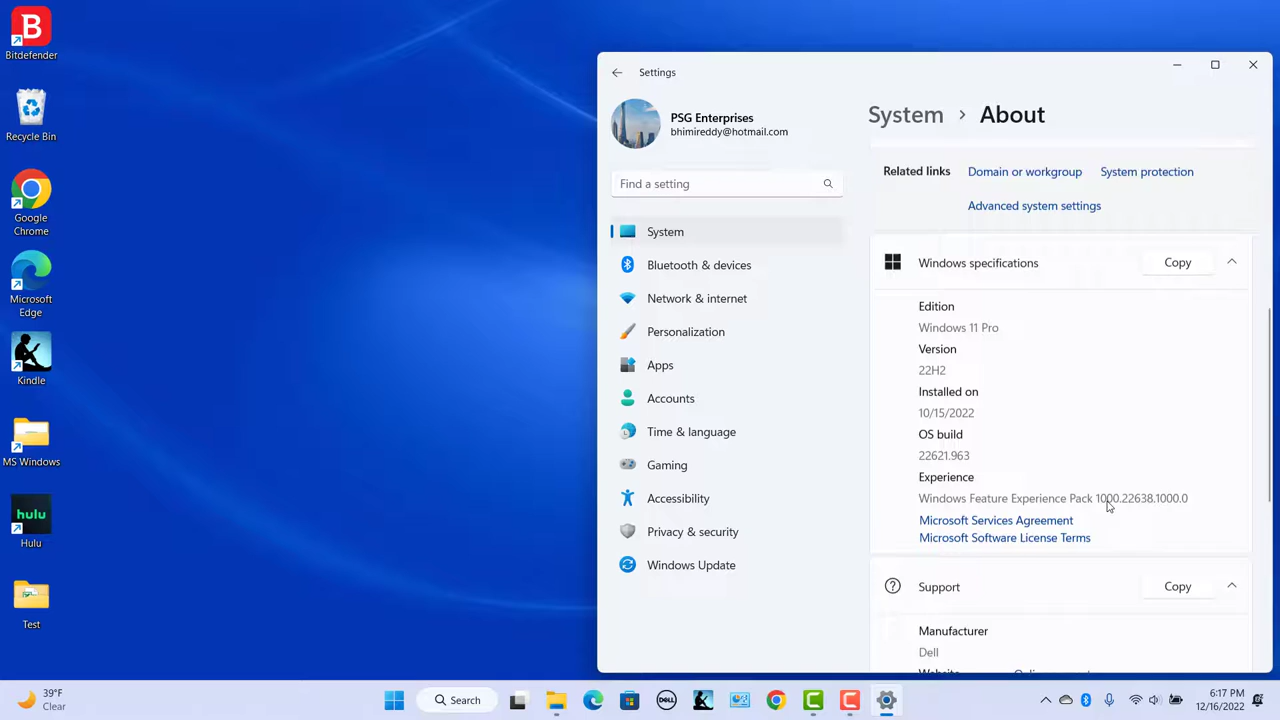 Bitdefender
Recycle Bin
Google
Chrome
Microsoft
Edge
Kindle
MS Windows
hulu
Hulu
Test
Settings
PSG Enterprises
bhimireddy@hotmail.com
Find a setting
System
Bluetooth & devices
Network & internet
Personalization
Apps
Accounts
Time & language
Gaming
Accessibility
Privacy & security
Windows Update
System > About
Related links Domain or workgroup System protection
Advanced system settings
Windows specifications Copy
Edition
Windows 11 Pro
Version
22H2
Installed on
10/15/2022
OS build
22621.963
Experience
Windows Feature Experience Pack 1000.22638.1000.0
Microsoft Services Agreement
Microsoft Software License Terms
Support Copy
Manufacturer
Dell
39°F
Clear
Search
DELL
6:17 PM
12/16/2022